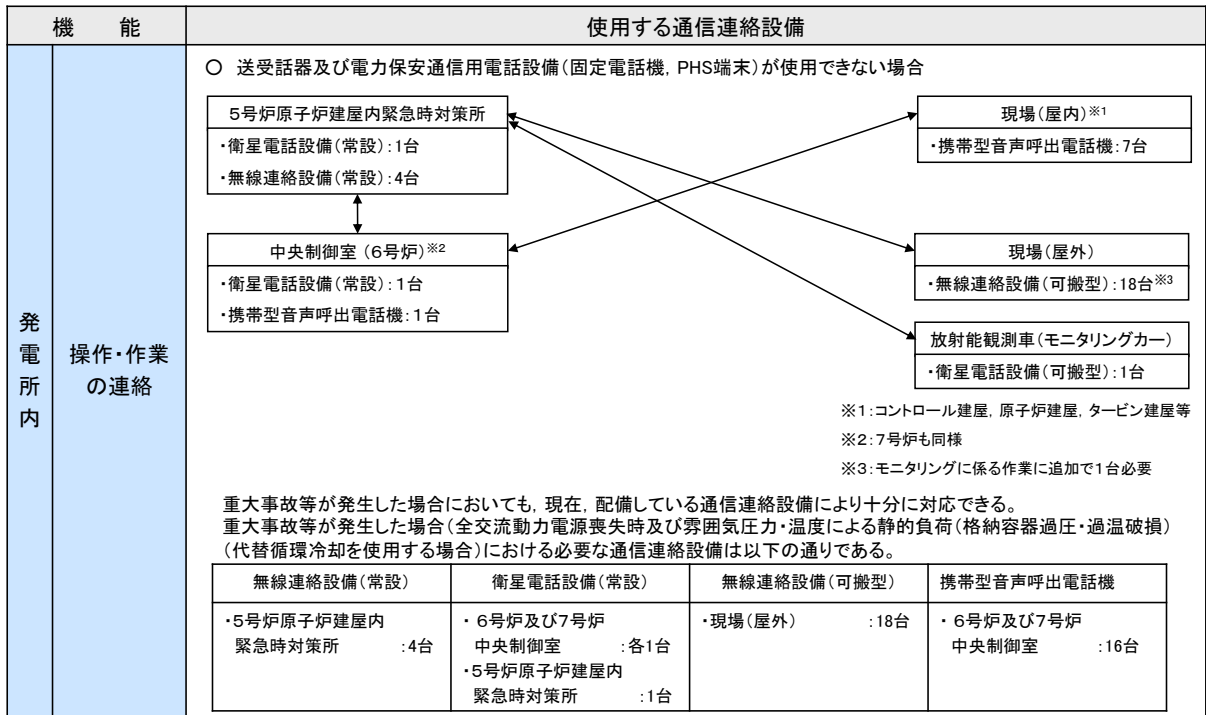 機　能
使用する通信連絡設備
発電所内
操作・作業
の連絡
○　送受話器及び電力保安通信用電話設備（固定電話機，PHS端末）が使用できない場合
５号炉原子炉建屋内緊急時対策所
・衛星電話設備（常設）：1台
・無線連絡設備（常設）：4台
現場（屋内）※1
・携帯型音声呼出電話機：7台
中央制御室（６号炉）※2
・衛星電話設備（常設）：1台
・携帯型音声呼出電話機：1台
現場（屋外）
・無線連絡設備（可搬型）：18台※3
放射能観測車（モニタリングカー）
・衛星電話設備（可搬型）：1台
※１：コントロール建屋，原子炉建屋，タービン建屋等
※２：７号炉も同様
※３：モニタリングに係る作業に追加で１台必要
重大事故等が発生した場合においても，現在，配備している通信連絡設備により十分に対応できる。
重大事故等が発生した場合（全交流動力電源喪失時及び雰囲気圧力・温度による静的負荷（格納容器過圧・過温破損）
（代替循環冷却を使用する場合）における必要な通信連絡設備は以下の通りである。
無線連絡設備（常設）
衛星電話設備（常設）
無線連絡設備（可搬型）
携帯型音声呼出電話機
・５号炉原子炉建屋内
緊急時対策所　：4台
・６号炉及び７号炉
中央制御室　：各1台
・５号炉原子炉建屋内
緊急時対策所　：1台
・現場（屋外）　：18台
・６号炉及び７号炉
中央制御室　：16台